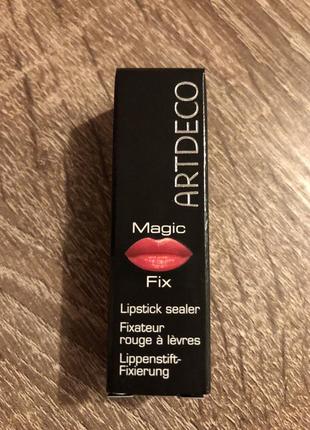 ARTDECO
Magic
Fix
Lipstick sealer
Fixateur
rouge à lèvres
Lippenstift-
Fixierung